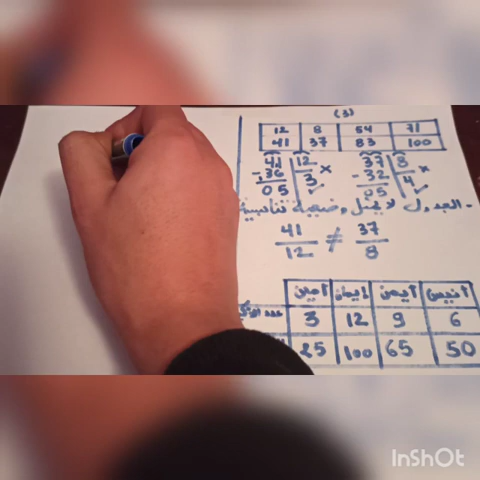 (3)
12 8 54 71
41 37 83 100
41 12 37 8
- 36 3 × - 32 4 ×
05 05
- الجدول لا يمثل وضعية تناسبية
41/12 ≠ 37/8
أمين إيمان أيمن أنيس
3 12 9 6
25 100 65 50
InShOt